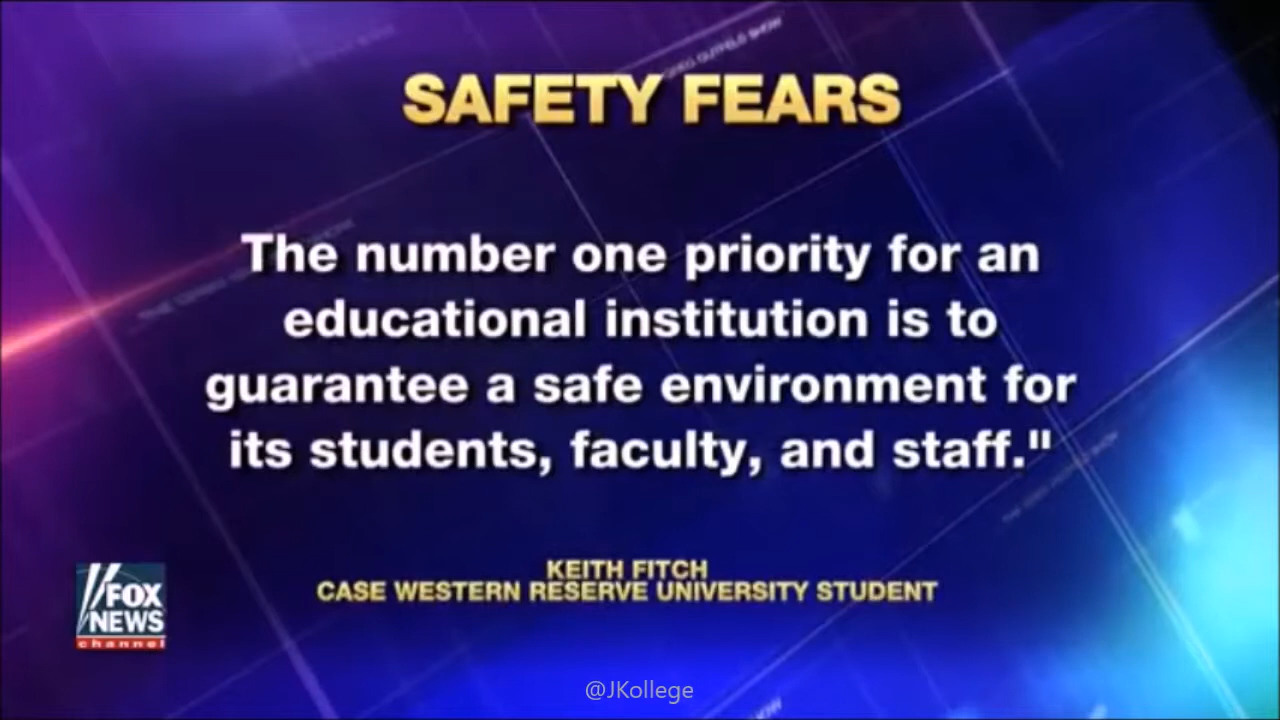 SAFETY FEARS
The number one priority for an
educational institution is to
guarantee a safe environment for
its students, faculty, and staff."
KEITH FITCH
CASE WESTERN RESERVE UNIVERSITY STUDENT
FOX
NEWS
channel
@JKollege